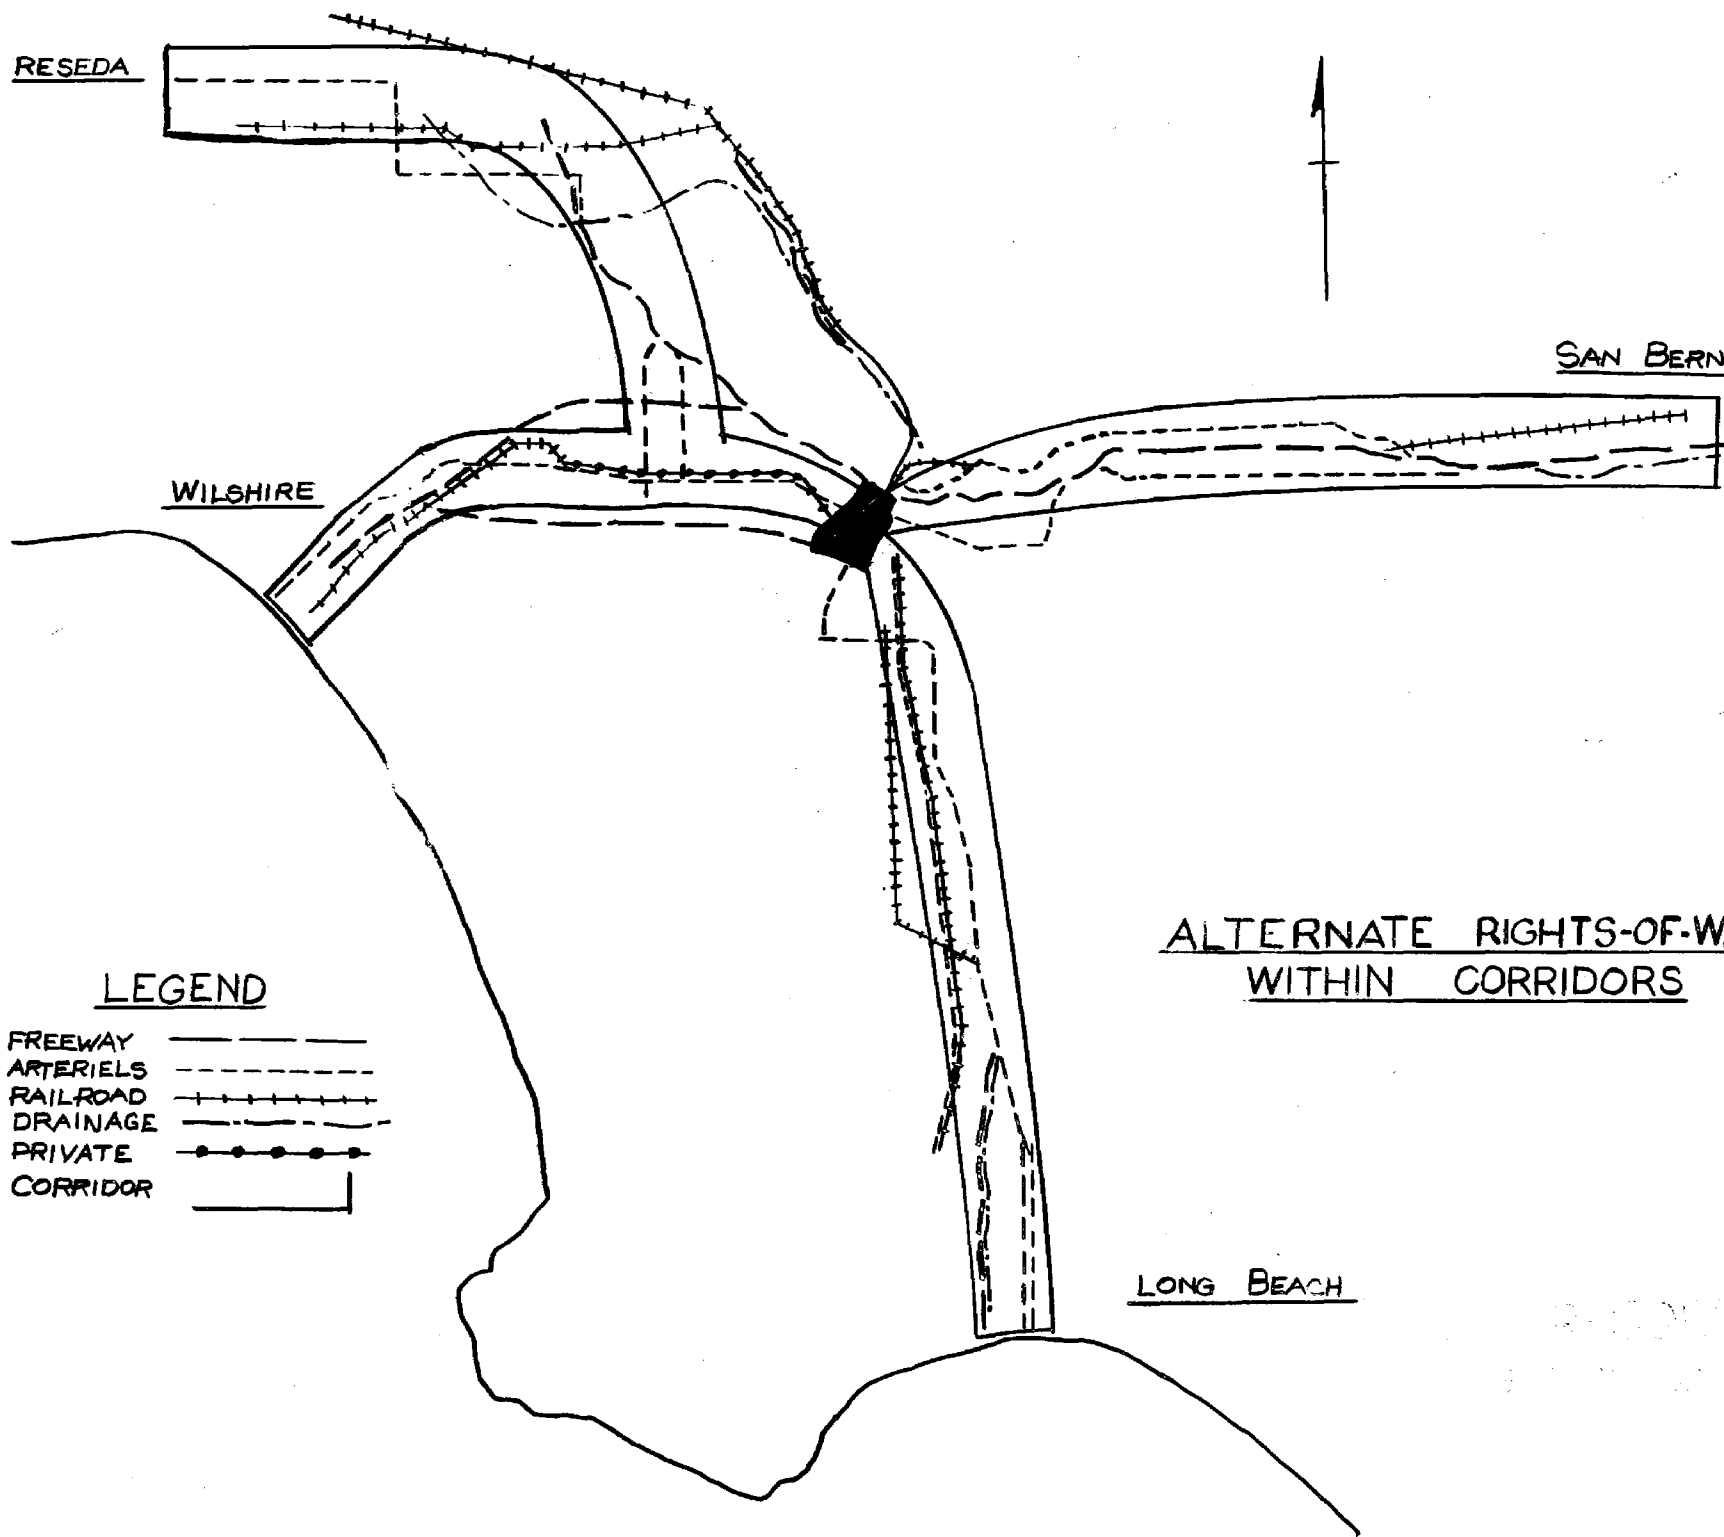 RESEDA
SAN BERN
WILSHIRE
ALTERNATE RIGHTS-OF-W
WITHIN CORRIDORS
LEGEND
FREEWAY
ARTERIELS
RAILROAD
DRAINAGE
PRIVATE
CORRIDOR
LONG BEACH